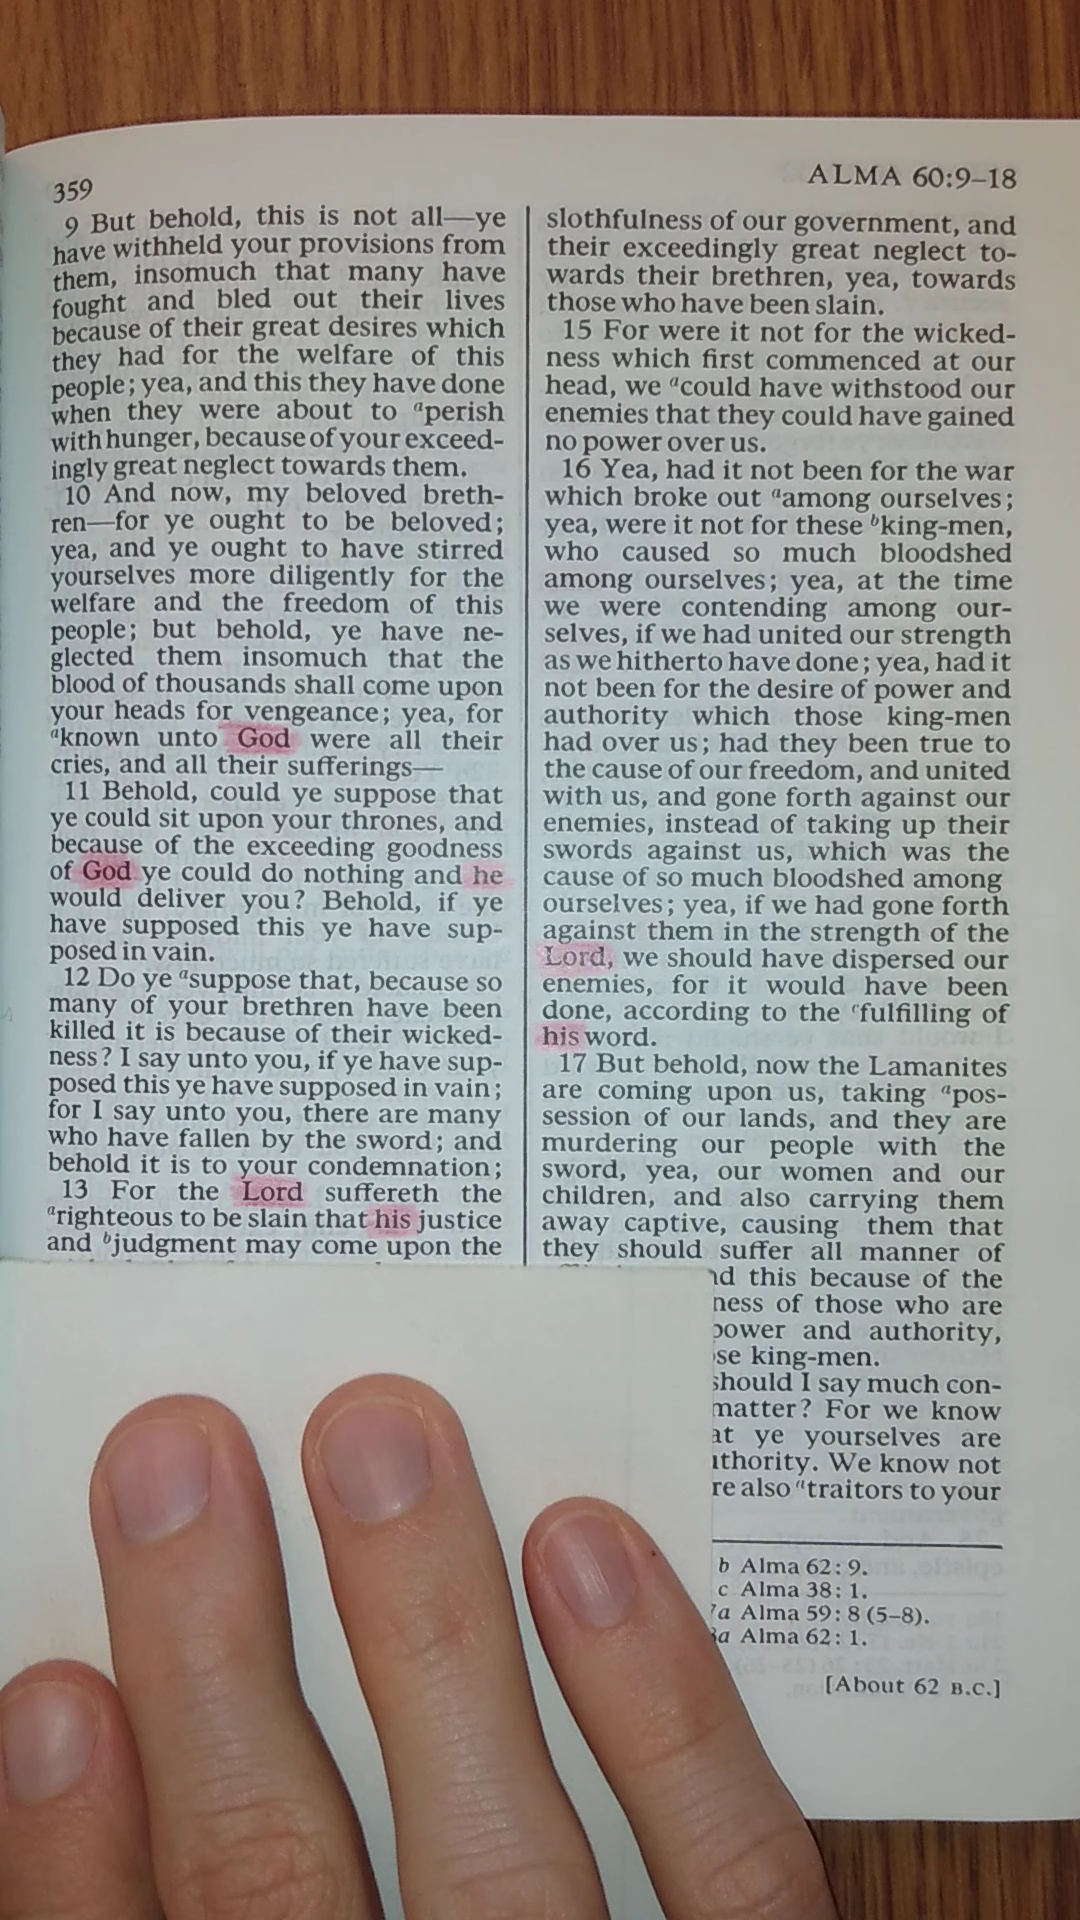 359
ALMA 60:9–18
9 But behold, this is not all—ye
have withheld your provisions from
them, insomuch that many have
fought and bled out their lives
because of their great desires which
they had for the welfare of this
people; yea, and this they have done
when they were about to ᵃperish
with hunger, because of your exceed-
ingly great neglect towards them.
10 And now, my beloved breth-
ren—for ye ought to be beloved;
yea, and ye ought to have stirred
yourselves more diligently for the
welfare and the freedom of this
people; but behold, ye have ne-
glected them insomuch that the
blood of thousands shall come upon
your heads for vengeance; yea, for
ᵃknown unto God were all their
cries, and all their sufferings—
11 Behold, could ye suppose that
ye could sit upon your thrones, and
because of the exceeding goodness
of God ye could do nothing and he
would deliver you? Behold, if ye
have supposed this ye have sup-
posed in vain.
12 Do ye ᵃsuppose that, because so
many of your brethren have been
killed it is because of their wicked-
ness? I say unto you, if ye have sup-
posed this ye have supposed in vain;
for I say unto you, there are many
who have fallen by the sword; and
behold it is to your condemnation;
13 For the Lord suffereth the
ᵃrighteous to be slain that his justice
and ᵇjudgment may come upon the
slothfulness of our government, and
their exceedingly great neglect to-
wards their brethren, yea, towards
those who have been slain.
15 For were it not for the wicked-
ness which first commenced at our
head, we ᵃcould have withstood our
enemies that they could have gained
no power over us.
16 Yea, had it not been for the war
which broke out ᵃamong ourselves;
yea, were it not for these ᵇking-men,
who caused so much bloodshed
among ourselves; yea, at the time
we were contending among our-
selves, if we had united our strength
as we hitherto have done; yea, had it
not been for the desire of power and
authority which those king-men
had over us; had they been true to
the cause of our freedom, and united
with us, and gone forth against our
enemies, instead of taking up their
swords against us, which was the
cause of so much bloodshed among
ourselves; yea, if we had gone forth
against them in the strength of the
Lord, we should have dispersed our
enemies, for it would have been
done, according to the ᶜfulfilling of
his word.
17 But behold, now the Lamanites
are coming upon us, taking ᵃpos-
session of our lands, and they are
murdering our people with the
sword, yea, our women and our
children, and also carrying them
away captive, causing them that
they should suffer all manner of
nd this because of the
ness of those who are
power and authority,
se king-men.
should I say much con-
matter? For we know
at ye yourselves are
thority. We know not
re also ᵃtraitors to your
b Alma 62: 9.
c Alma 38: 1.
7a Alma 59: 8 (5–8).
a Alma 62: 1.
[About 62 B.C.]